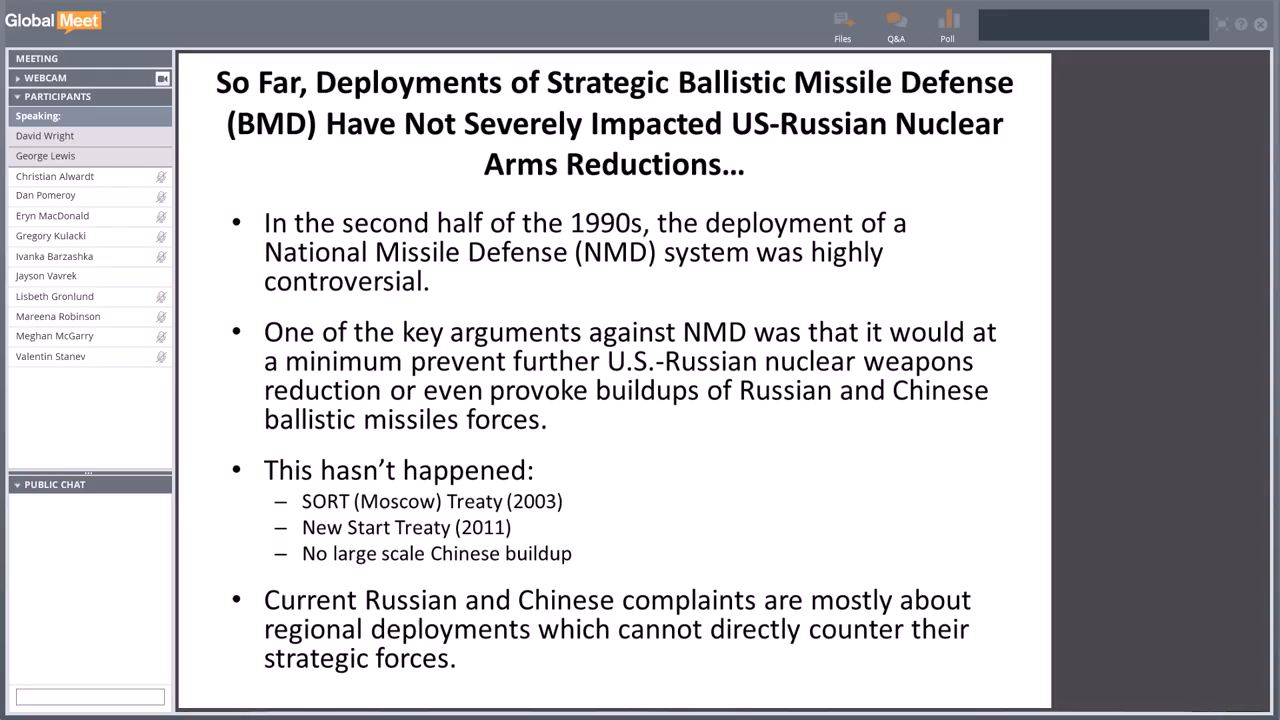 Global Meet
Files
Q&A
Poll
MEETING
WEBCAM
PARTICIPANTS
Speaking:
David Wright
George Lewis
Christian Alwardt
Dan Pomeroy
Eryn MacDonald
Gregory Kulacki
Ivanka Barzashka
Jayson Vavrek
Lisbeth Gronlund
Mareena Robinson
Meghan McGarry
Valentin Stanev
PUBLIC CHAT
So Far, Deployments of Strategic Ballistic Missile Defense
(BMD) Have Not Severely Impacted US-Russian Nuclear
Arms Reductions…
• In the second half of the 1990s, the deployment of a
National Missile Defense (NMD) system was highly
controversial.
• One of the key arguments against NMD was that it would at
a minimum prevent further U.S.-Russian nuclear weapons
reduction or even provoke buildups of Russian and Chinese
ballistic missiles forces.
• This hasn’t happened:
– SORT (Moscow) Treaty (2003)
– New Start Treaty (2011)
– No large scale Chinese buildup
• Current Russian and Chinese complaints are mostly about
regional deployments which cannot directly counter their
strategic forces.